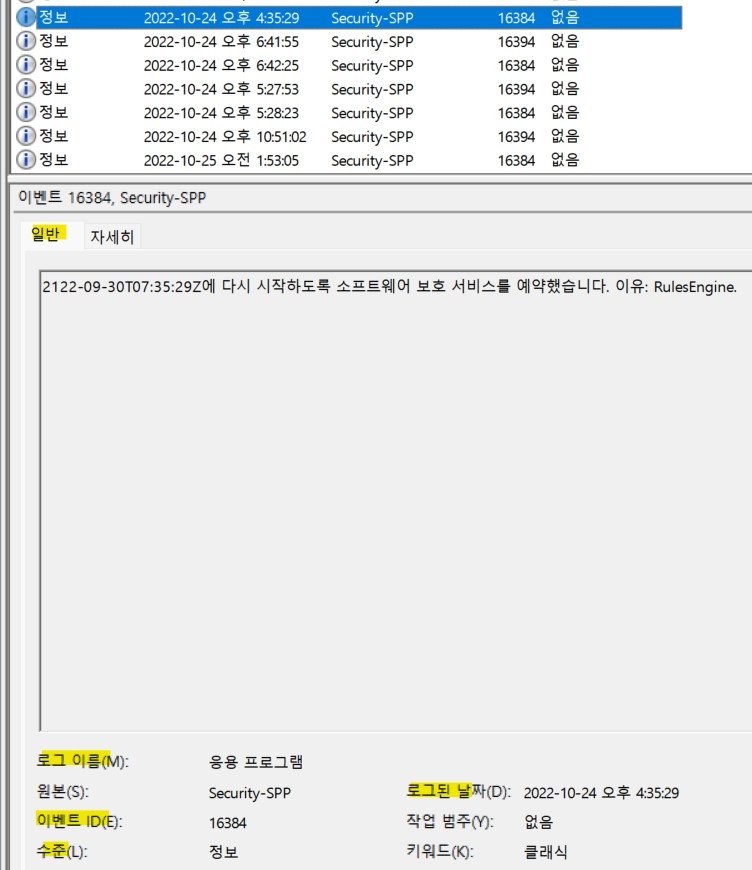 정보 2022-10-24 오후 4:35:29 Security-SPP 16384 없음
정보 2022-10-24 오후 6:41:55 Security-SPP 16394 없음
정보 2022-10-24 오후 6:42:25 Security-SPP 16384 없음
정보 2022-10-24 오후 5:27:53 Security-SPP 16394 없음
정보 2022-10-24 오후 5:28:23 Security-SPP 16384 없음
정보 2022-10-24 오후 10:51:02 Security-SPP 16394 없음
정보 2022-10-25 오전 1:53:05 Security-SPP 16384 없음
이벤트 16384, Security-SPP
일반 자세히
2122-09-30T07:35:29Z에 다시 시작하도록 소프트웨어 보호 서비스를 예약했습니다. 이유: RulesEngine.
로그 이름(M): 응용 프로그램
원본(S): Security-SPP 로그된 날짜(D): 2022-10-24 오후 4:35:29
이벤트 ID(E): 16384 작업 범주(Y): 없음
수준(L): 정보 키워드(K): 클래식